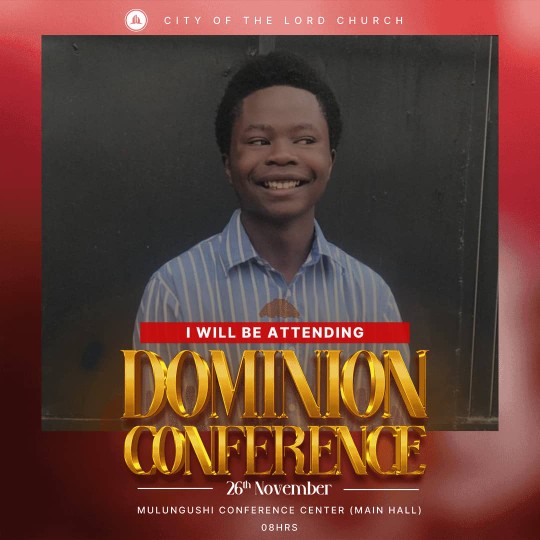 CITY OF THE LORD CHURCH
I WILL BE ATTENDING
DOMINION
CONFERENCE
26th November
MULUNGUSHI CONFERENCE CENTER (MAIN HALL)
08HRS